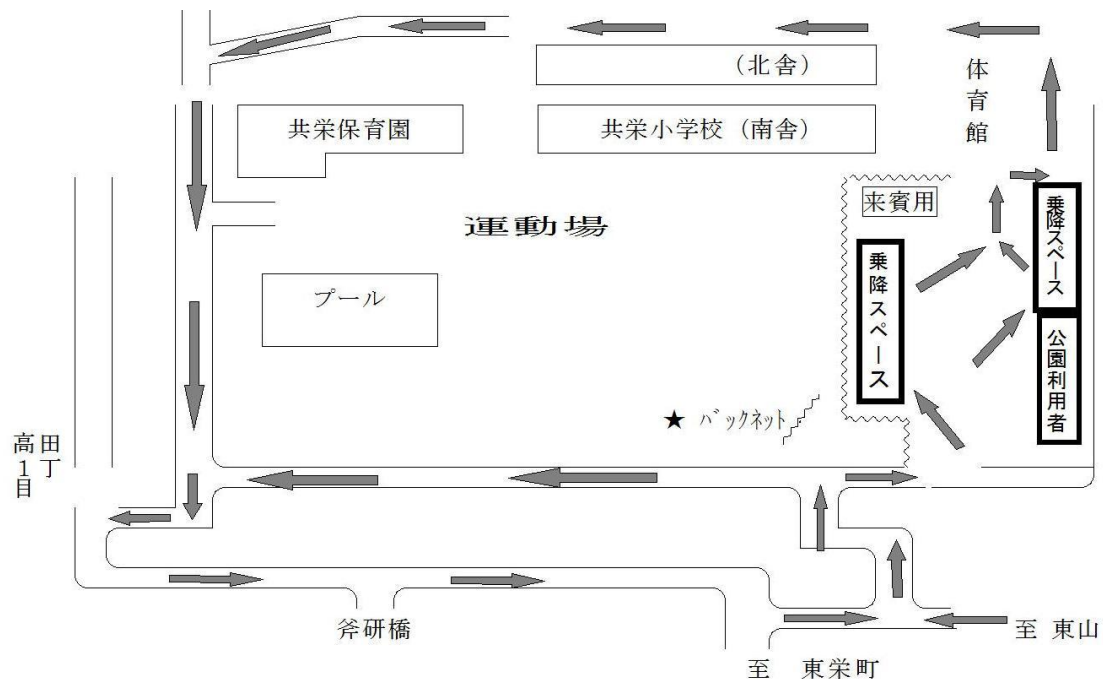 (北舎)
体育館
共栄保育園
共栄小学校(南舎)
来賓用
乗降スペース
運動場
乗降スペース
プール
公園利用者
★ バックネット
高田
1丁
目
斧研橋
至 東山
至 東栄町